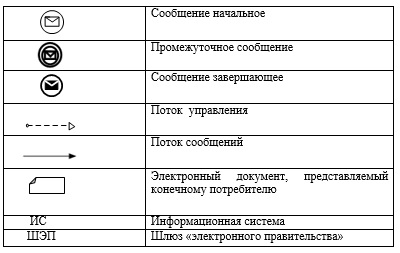 Сообщение начальное
Промежуточное сообщение
Сообщение завершающее
Поток управления
Поток сообщений
Электронный документ, представляемый
конечному потребителю
ИС Информационная система
ШЭП Шлюз «электронного правительства»